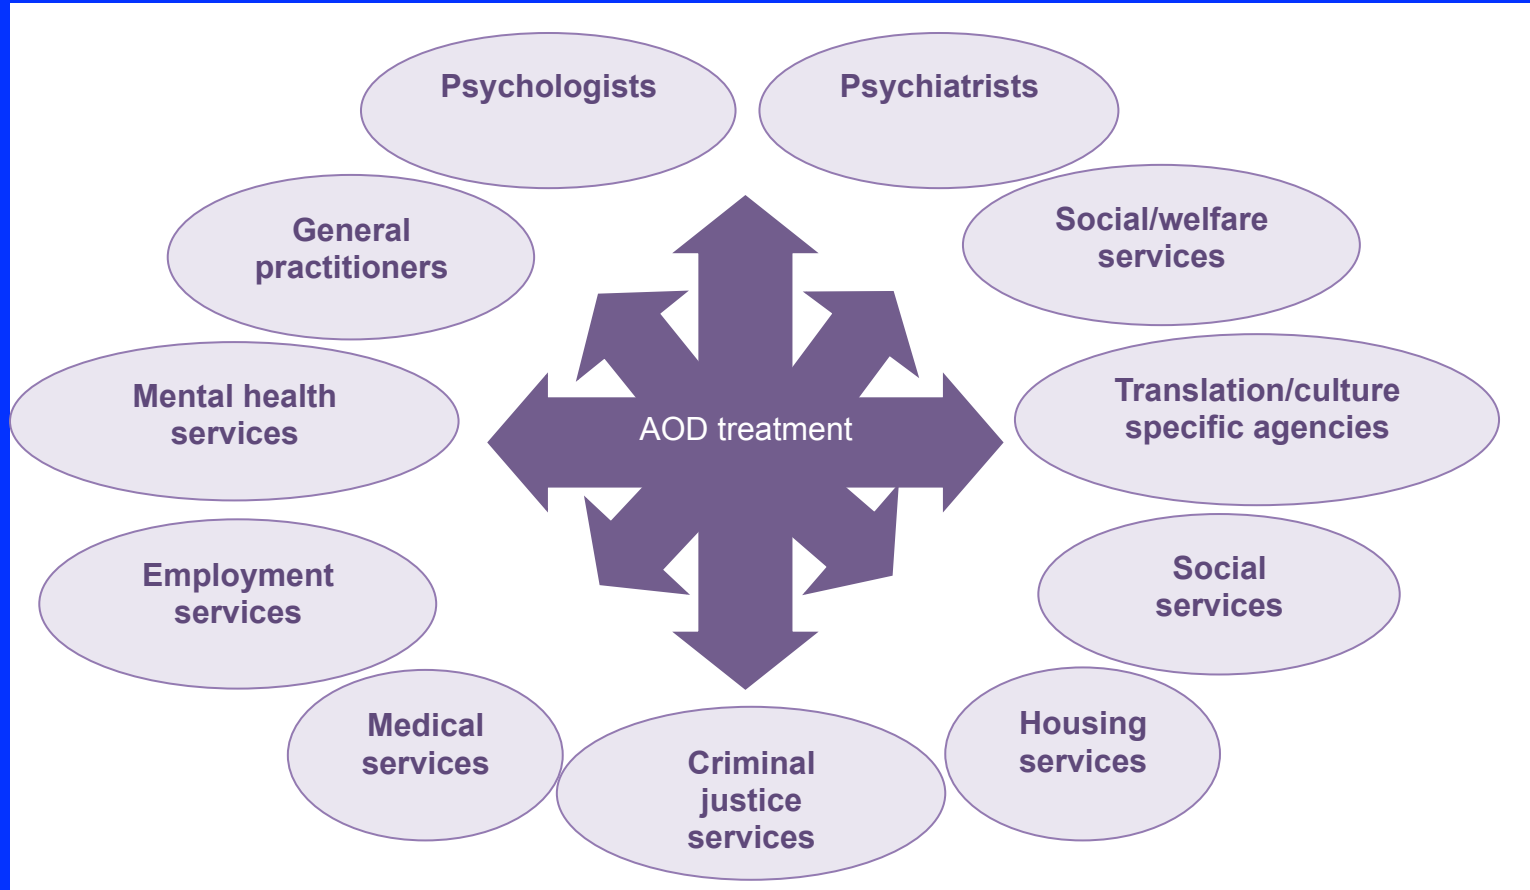 Psychologists
Psychiatrists
General
practitioners
Social/welfare
services
Mental health
services
AOD treatment
Translation/culture
specific agencies
Employment
services
Social
services
Medical
services
Criminal
justice
services
Housing
services